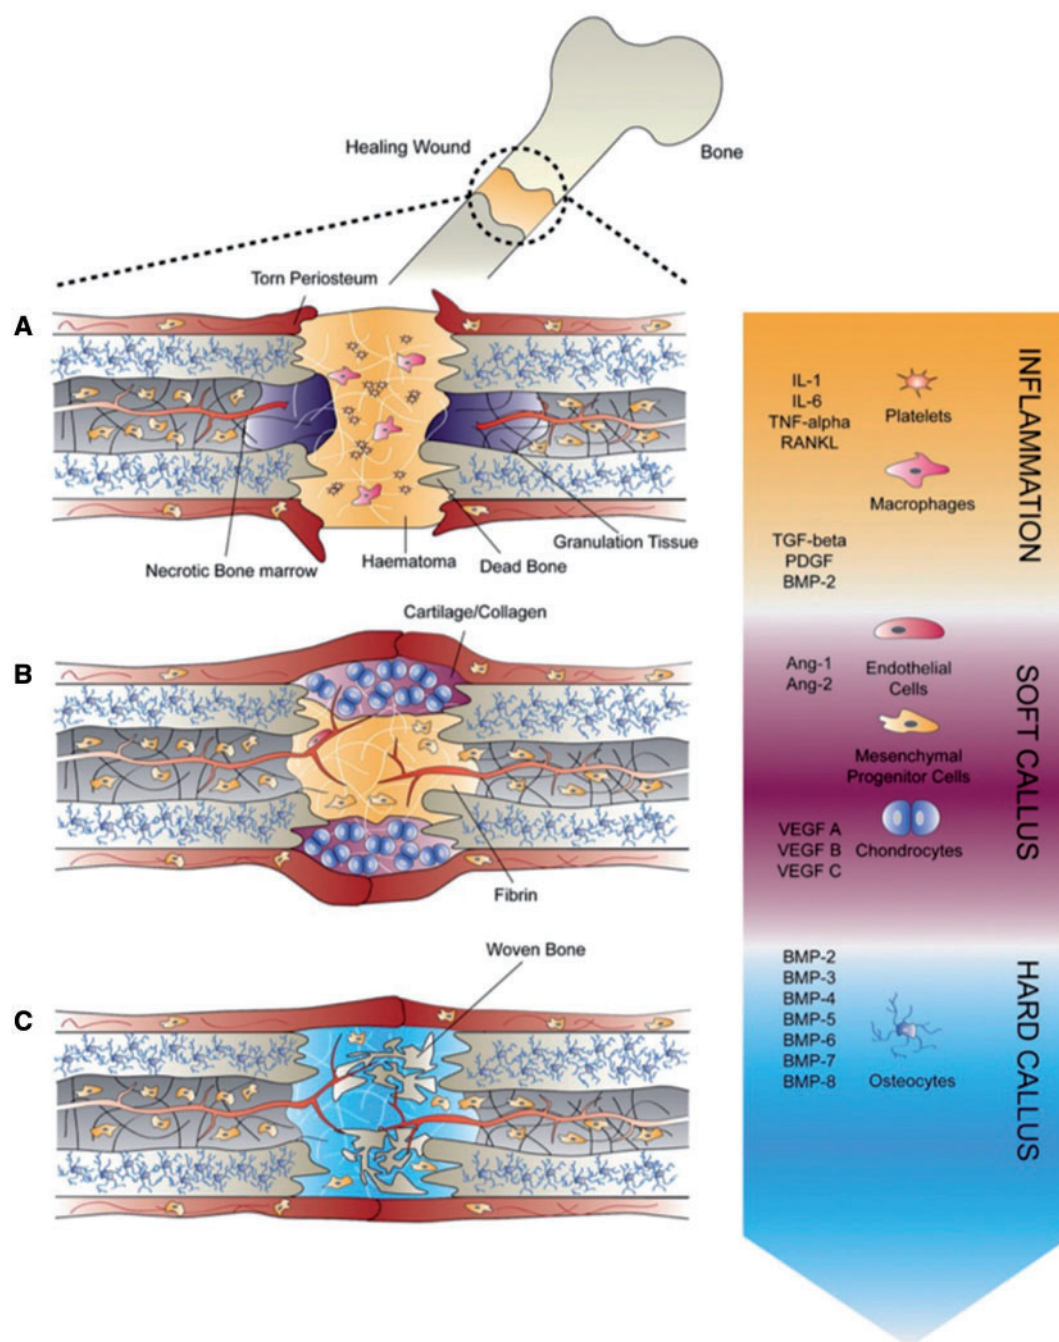 Healing Wound
Bone
Torn Periosteum
A
Necrotic Bone marrow
Haematoma
Dead Bone
Granulation Tissue
Cartilage/Collagen
B
Fibrin
Woven Bone
C
INFLAMMATION
IL-1
IL-6
TNF-alpha
RANKL
Platelets
Macrophages
TGF-beta
PDGF
BMP-2
SOFT CALLUS
Ang-1
Ang-2
Endothelial
Cells
Mesenchymal
Progenitor Cells
VEGF A
VEGF B
VEGF C
Chondrocytes
HARD CALLUS
BMP-2
BMP-3
BMP-4
BMP-5
BMP-6
BMP-7
BMP-8
Osteocytes